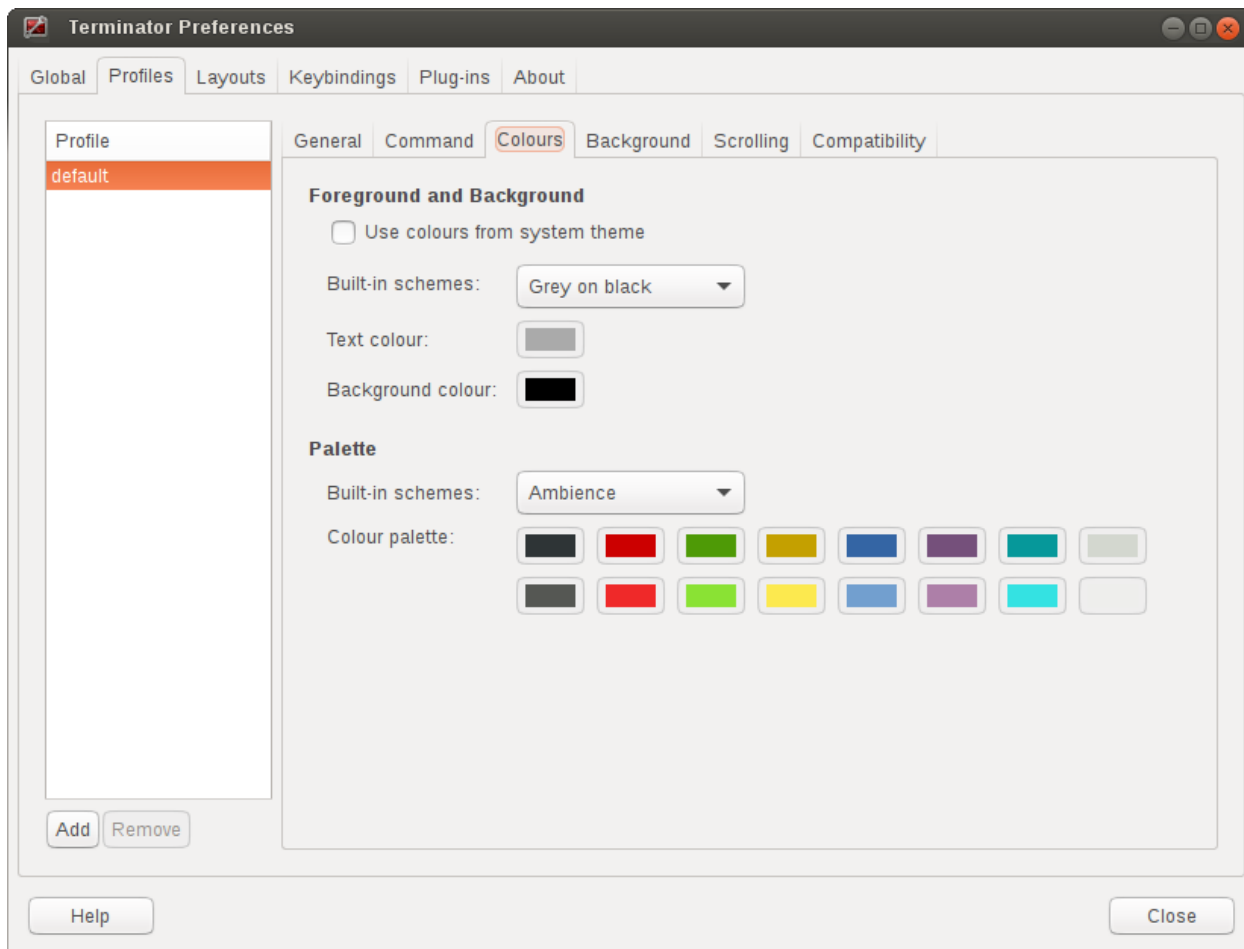 Terminator Preferences
Global Profiles Layouts Keybindings Plug-ins About
Profile
default
General Command Colours Background Scrolling Compatibility
Foreground and Background
Use colours from system theme
Built-in schemes: Grey on black
Text colour:
Background colour:
Palette
Built-in schemes: Ambience
Colour palette:
Add Remove
Help Close